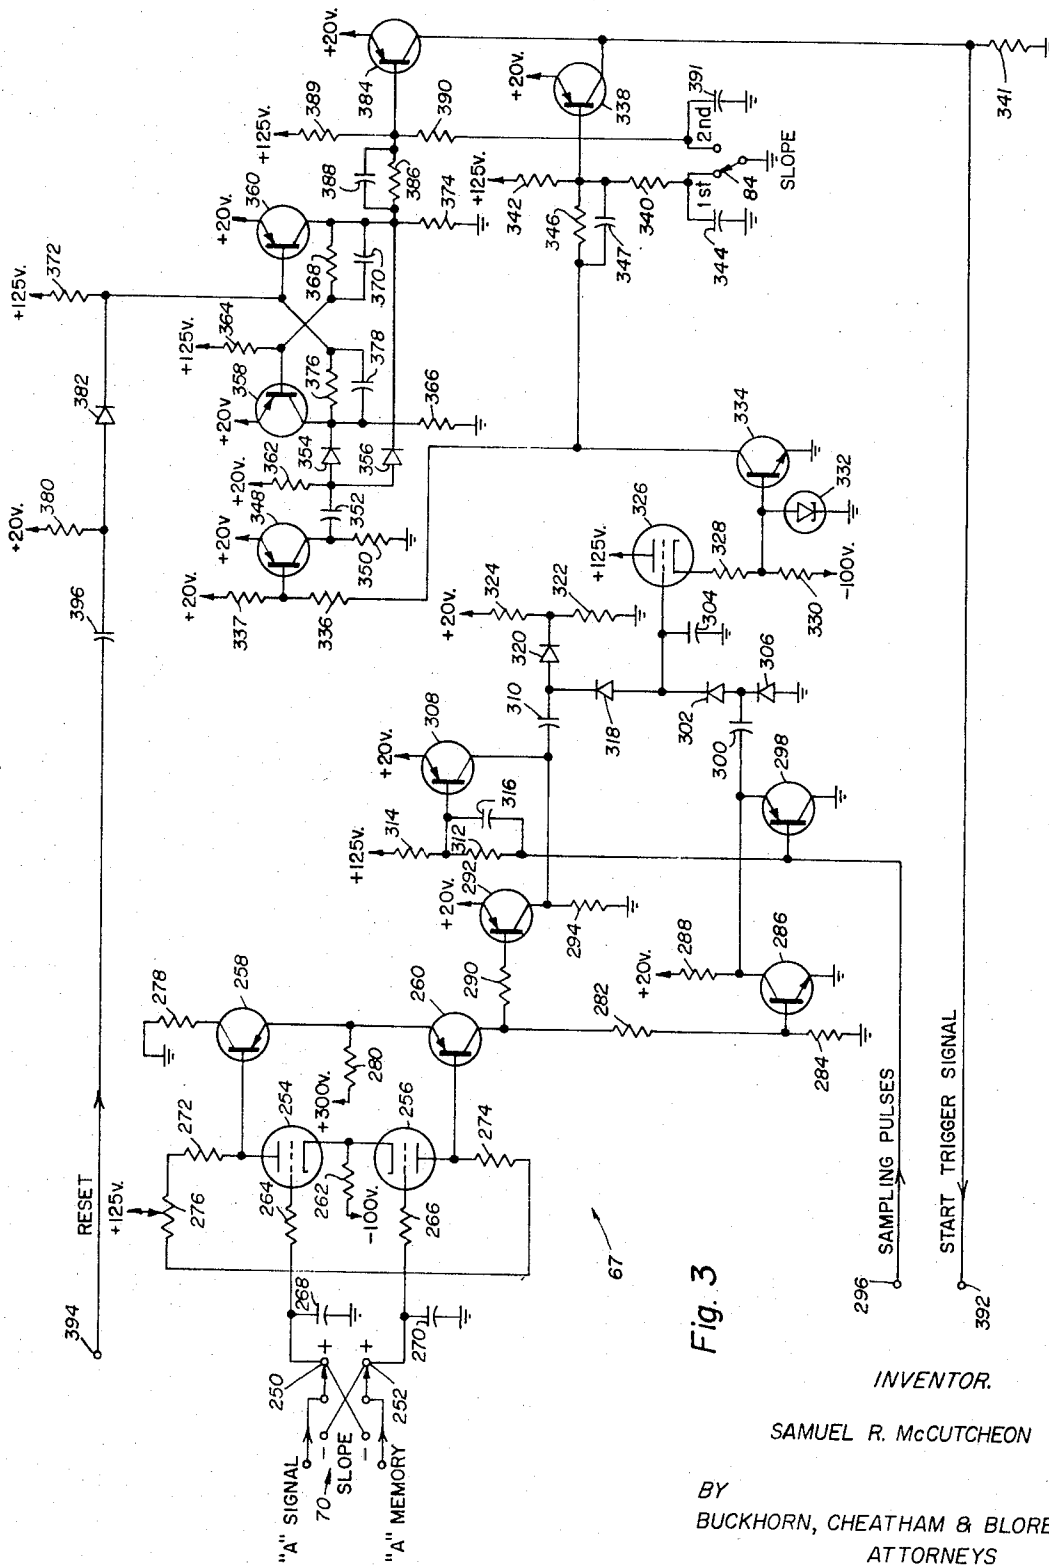 394
RESET
396
+20v.
380
382
+125v.
372
+125v.
276
272
278
258
+300v.
280
254
264
262
-100v.
256
266
274
260
268
270
250
252
"A" SIGNAL
70
SLOPE
"A" MEMORY
+
+
-
-
67
282
284
290
292
+20v.
294
+125v.
314
312
316
308
+20v.
310
288
+20v.
286
298
300
302
306
318
320
324
+20v.
322
304
326
+125v.
328
330
-100v.
332
334
+20v.
337
336
348
+20v
350
352
362
+20v.
354
356
358
+20v
364
+125v.
376
378
366
360
+20v.
368
370
374
388
386
389
+125v.
390
384
+20v.
338
+20v.
342
+125v.
346
347
340
344
1st
2nd
84
SLOPE
391
341
296
SAMPLING PULSES
392
START TRIGGER SIGNAL
Fig. 3
INVENTOR.
SAMUEL R. McCUTCHEON
BY
BUCKHORN, CHEATHAM & BLORE
ATTORNEYS